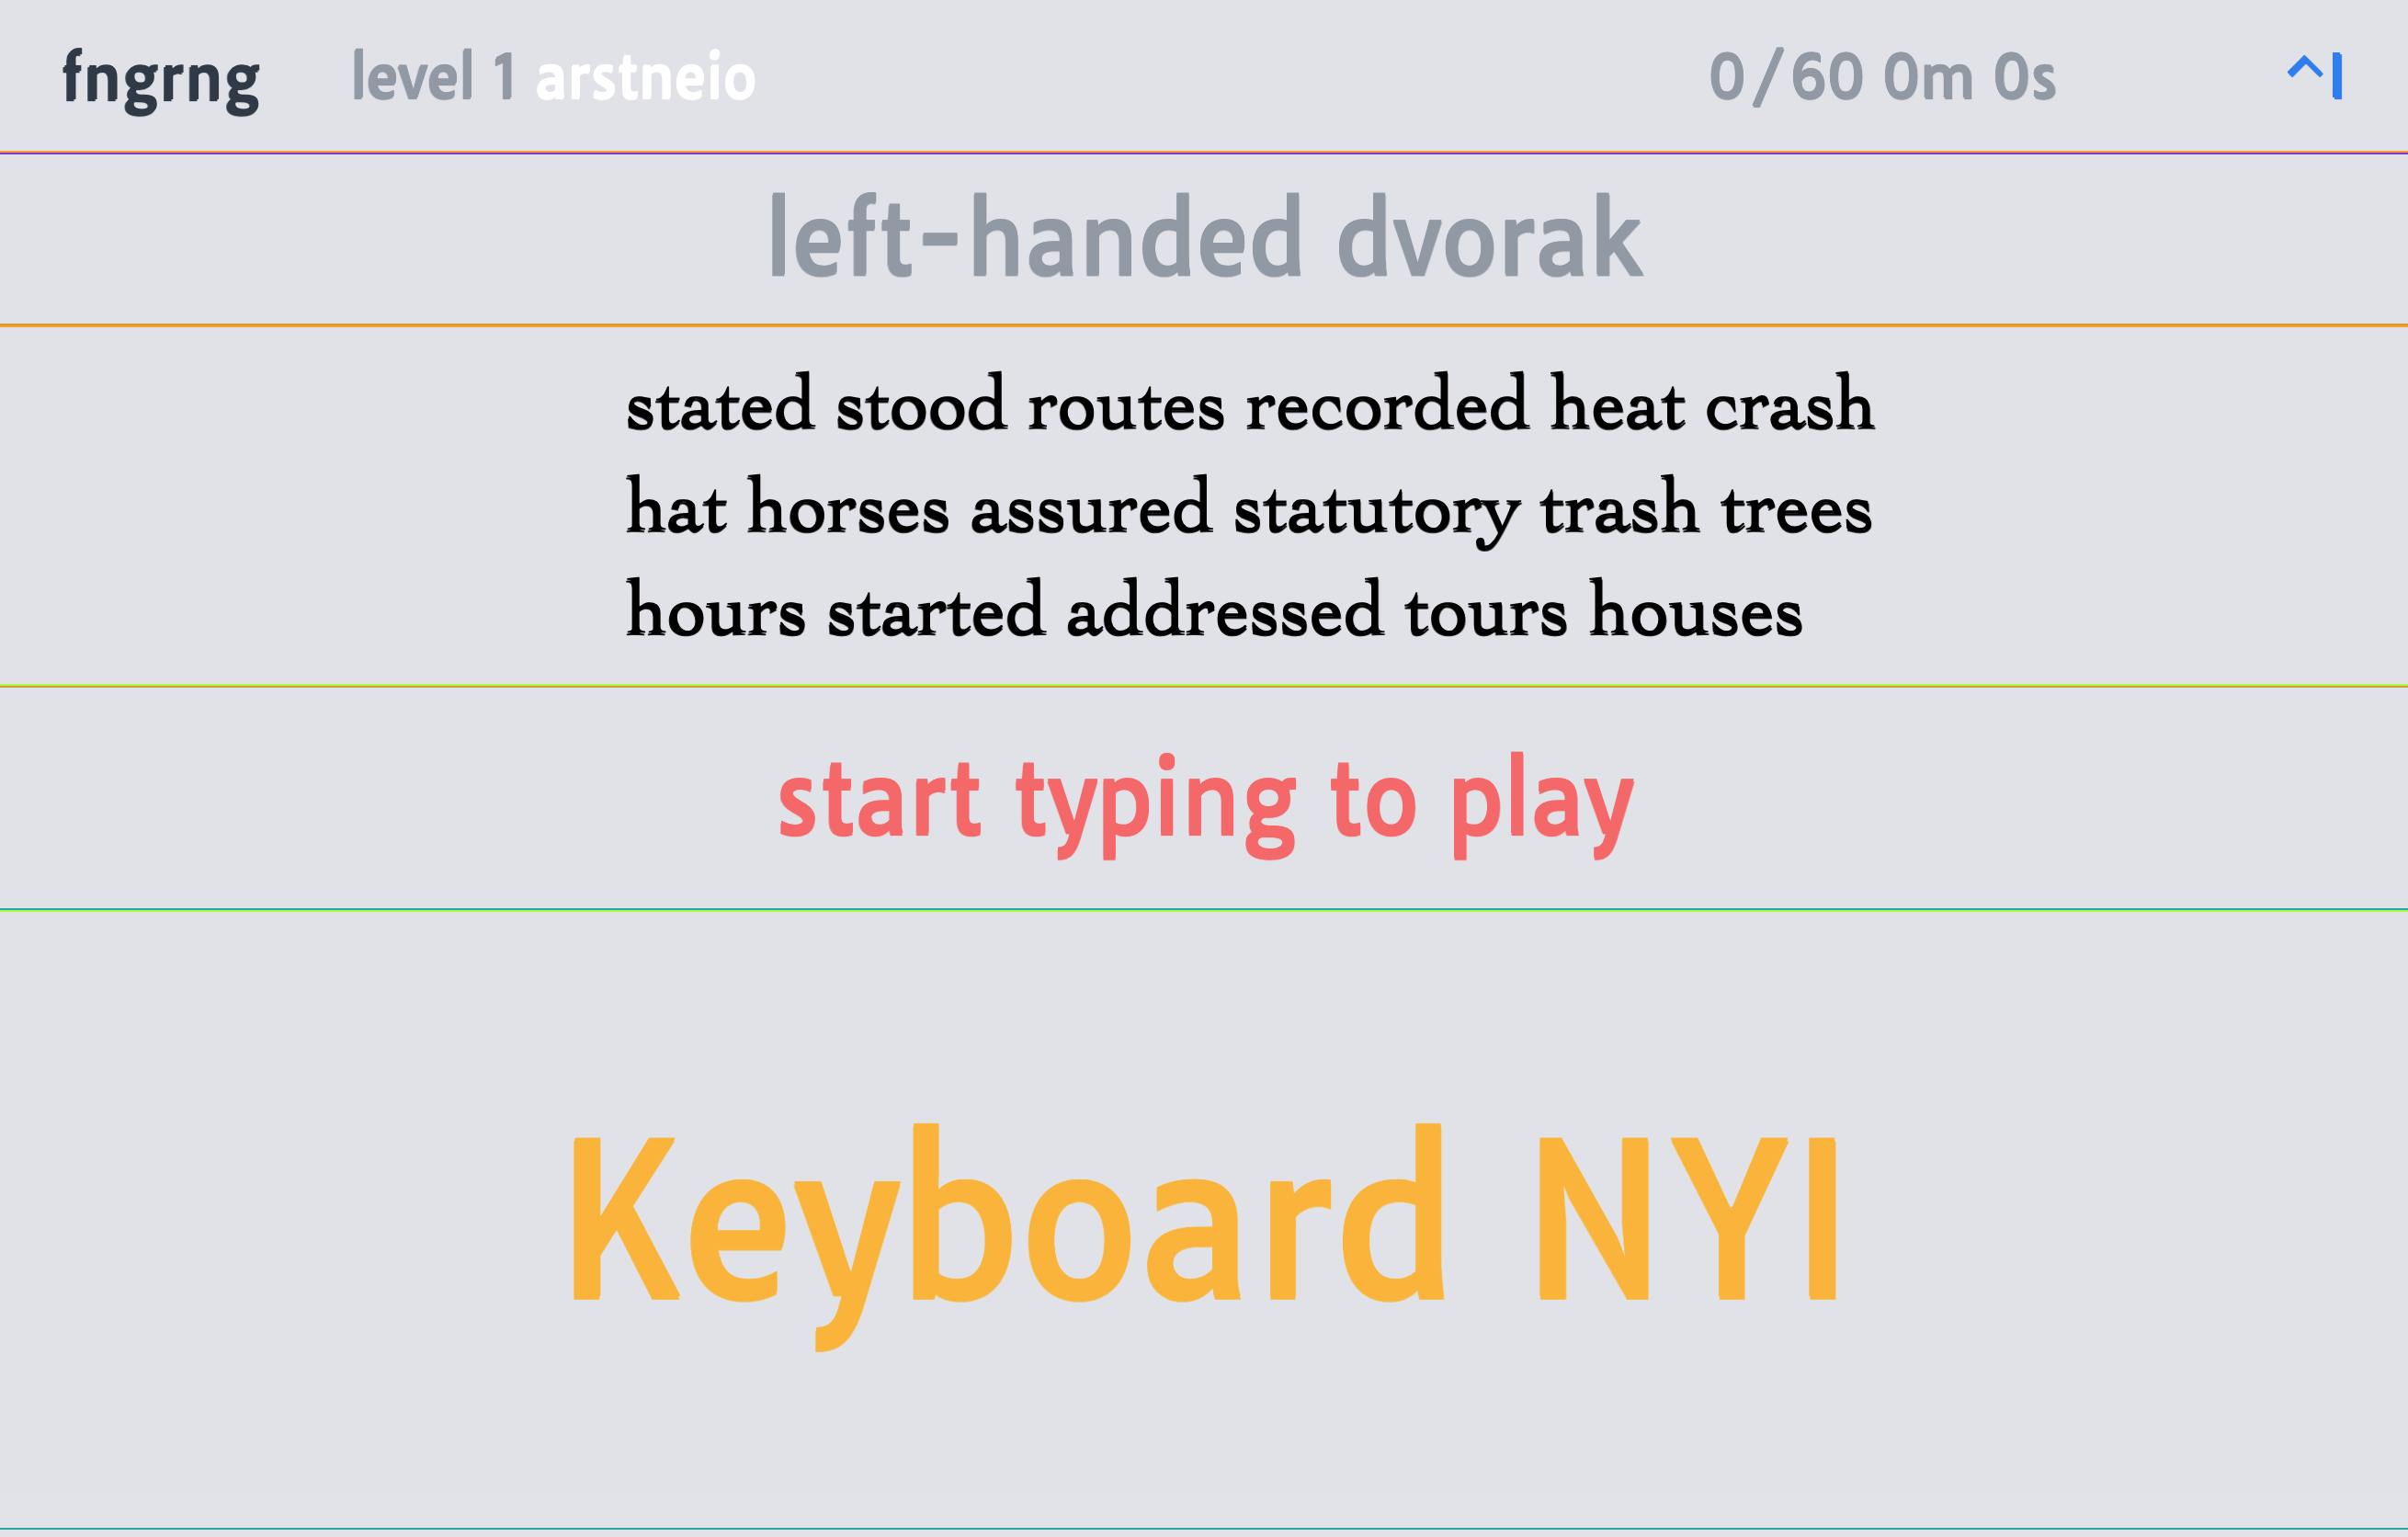 fngrng level 1 arstneio 0/60 0m 0s ^I
left-handed dvorak
stated stood routes recorded heat crash
hat horses assured statutory trash trees
hours started addressed tours houses
start typing to play
Keyboard NYI